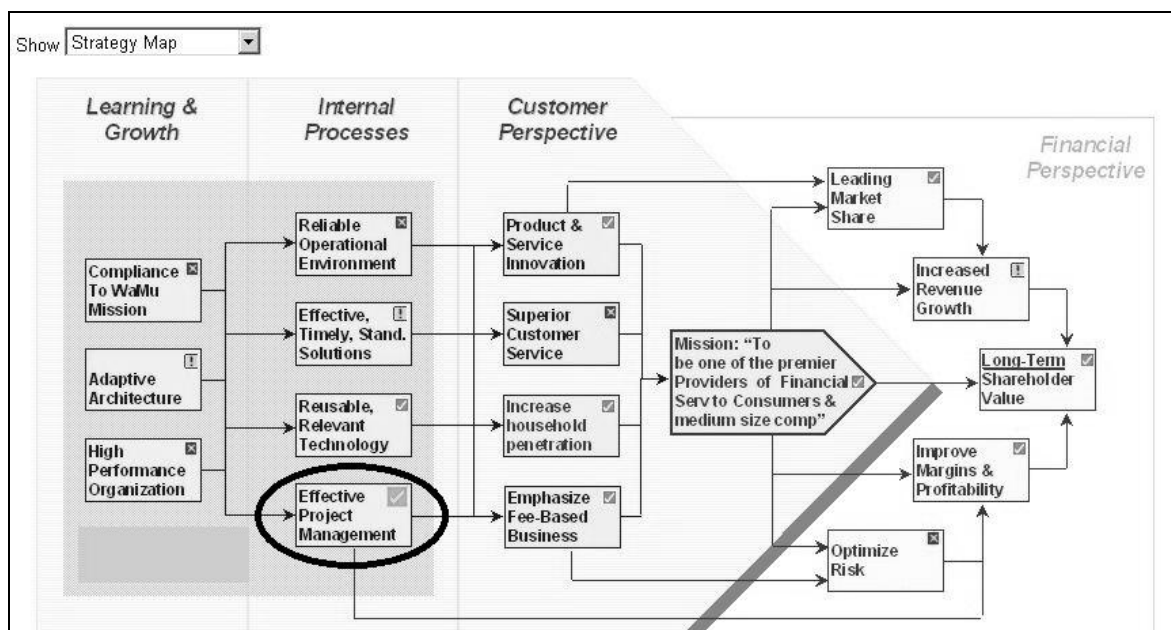 Show Strategy Map
Learning &
Growth
Internal
Processes
Customer
Perspective
Financial
Perspective
Compliance
To WaMu
Mission
Adaptive
Architecture
High
Performance
Organization
Reliable
Operational
Environment
Effective,
Timely, Stand.
Solutions
Reusable,
Relevant
Technology
Effective
Project
Management
Product &
Service
Innovation
Superior
Customer
Service
Increase
household
penetration
Emphasize
Fee-Based
Business
Mission: “To
be one of the premier
Providers of Financial
Serv to Consumers &
medium size comp”
Leading
Market
Share
Increased
Revenue
Growth
Long-Term
Shareholder
Value
Improve
Margins &
Profitability
Optimize
Risk